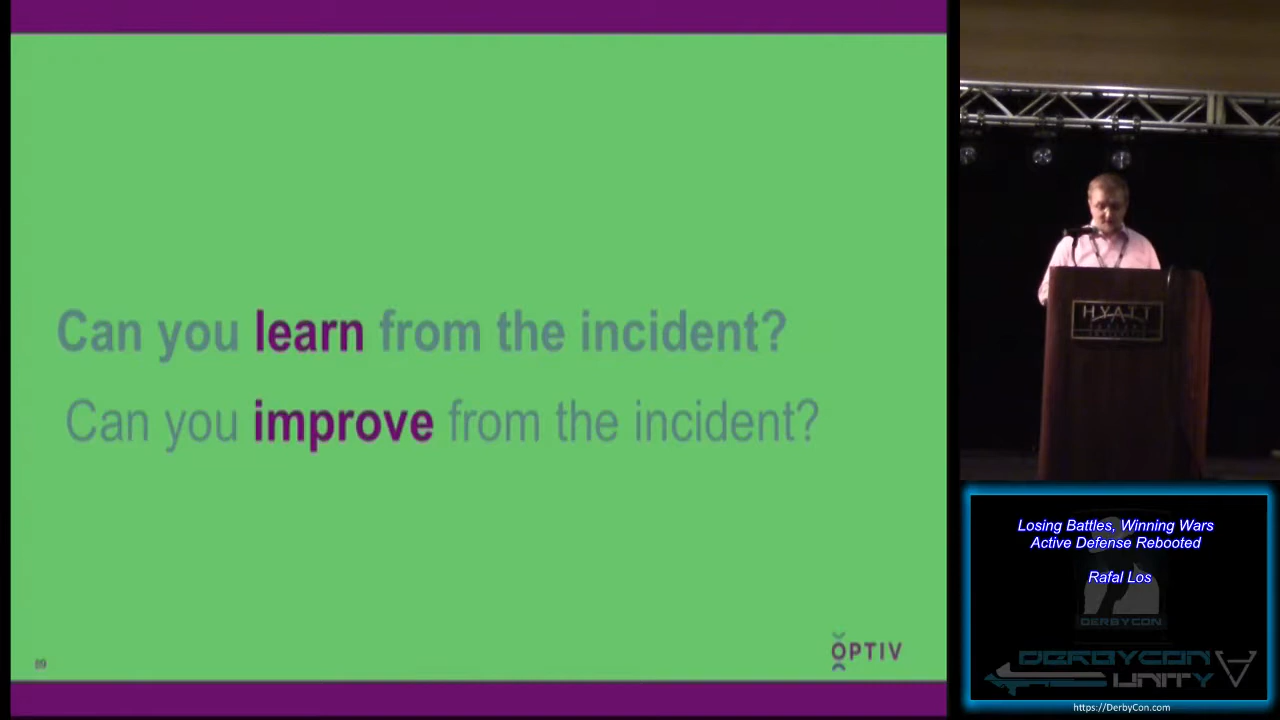 Can you learn from the incident?
Can you improve from the incident?
OPTIV
HYATT
Losing Battles, Winning Wars
Active Defense Rebooted
Rafal Los
DERBYCON
DERBYCON
UNITY
https://DerbyCon.com